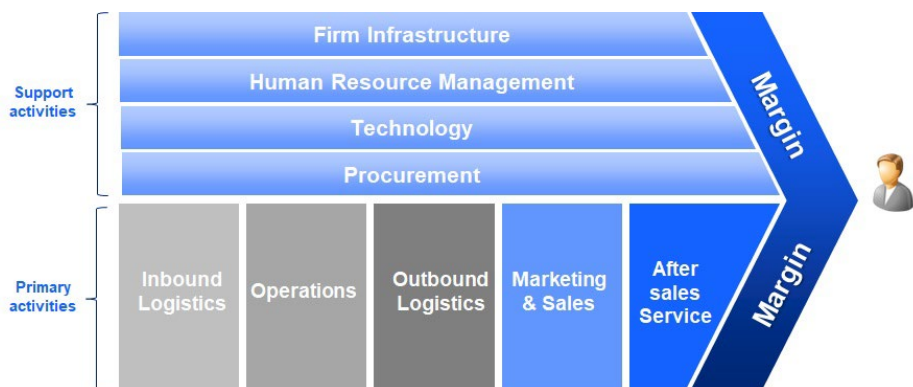 Firm Infrastructure
Human Resource Management
Technology
Procurement
Support
activities
Margin
Inbound
Logistics
Operations
Outbound
Logistics
Marketing
& Sales
After
sales
Service
Primary
activities
Margin